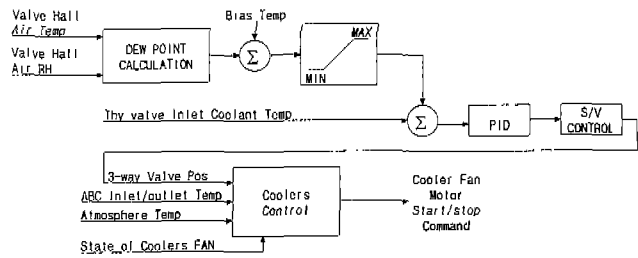 Valve Hall
Air Temp
Valve Hall
Air RH
DEW POINT
CALCULATION
Bias Temp
Σ
MAX
MIN
Thy valve Inlet Coolant Temp
Σ
PID
S/V
CONTROL
3-way Valve Pos
ABC Inlet/outlet Temp
Atmosphere Temp
State of Coolers FAN
Coolers
Control
Cooler Fan
Motor
Start/stop
Command